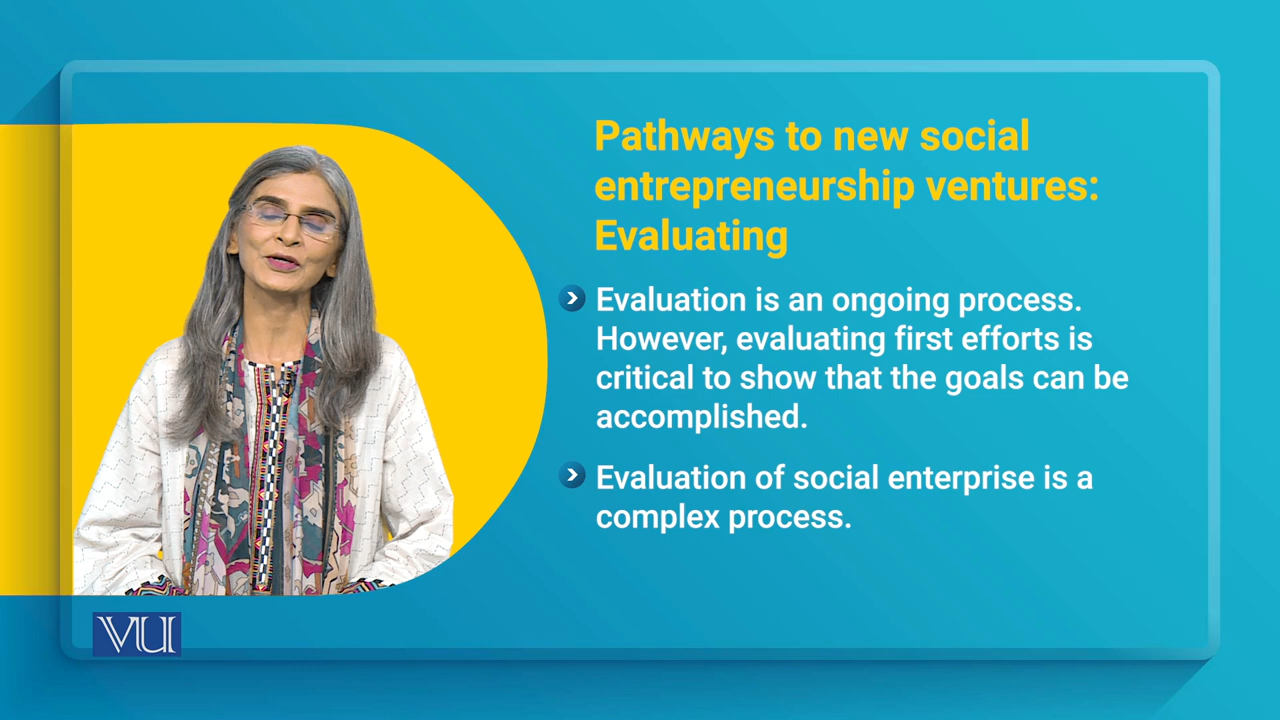 Pathways to new social
entrepreneurship ventures:
Evaluating
Evaluation is an ongoing process.
However, evaluating first efforts is
critical to show that the goals can be
accomplished.
Evaluation of social enterprise is a
complex process.
VU